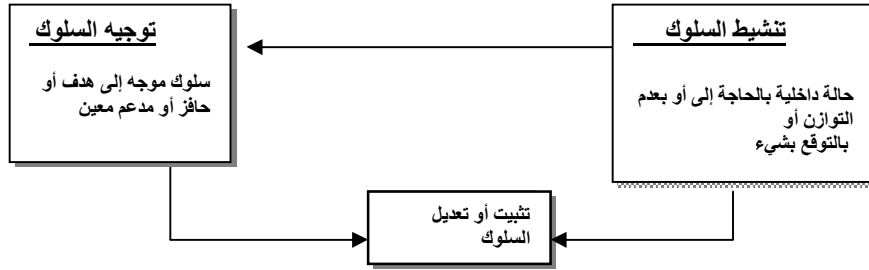 تنشيط السلوك
حالة داخلية بالحاجة إلى أو بعدم
التوازن أو
بالتوقع بشيء
توجيه السلوك
سلوك موجه إلى هدف أو
حافز أو مدعم معين
تثبيت أو تعديل
السلوك